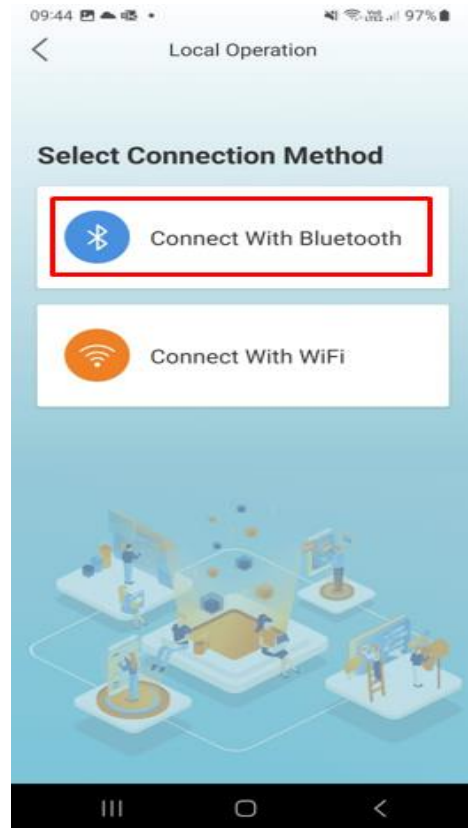 09:44 97%
Local Operation
Select Connection Method
Connect With Bluetooth
Connect With WiFi